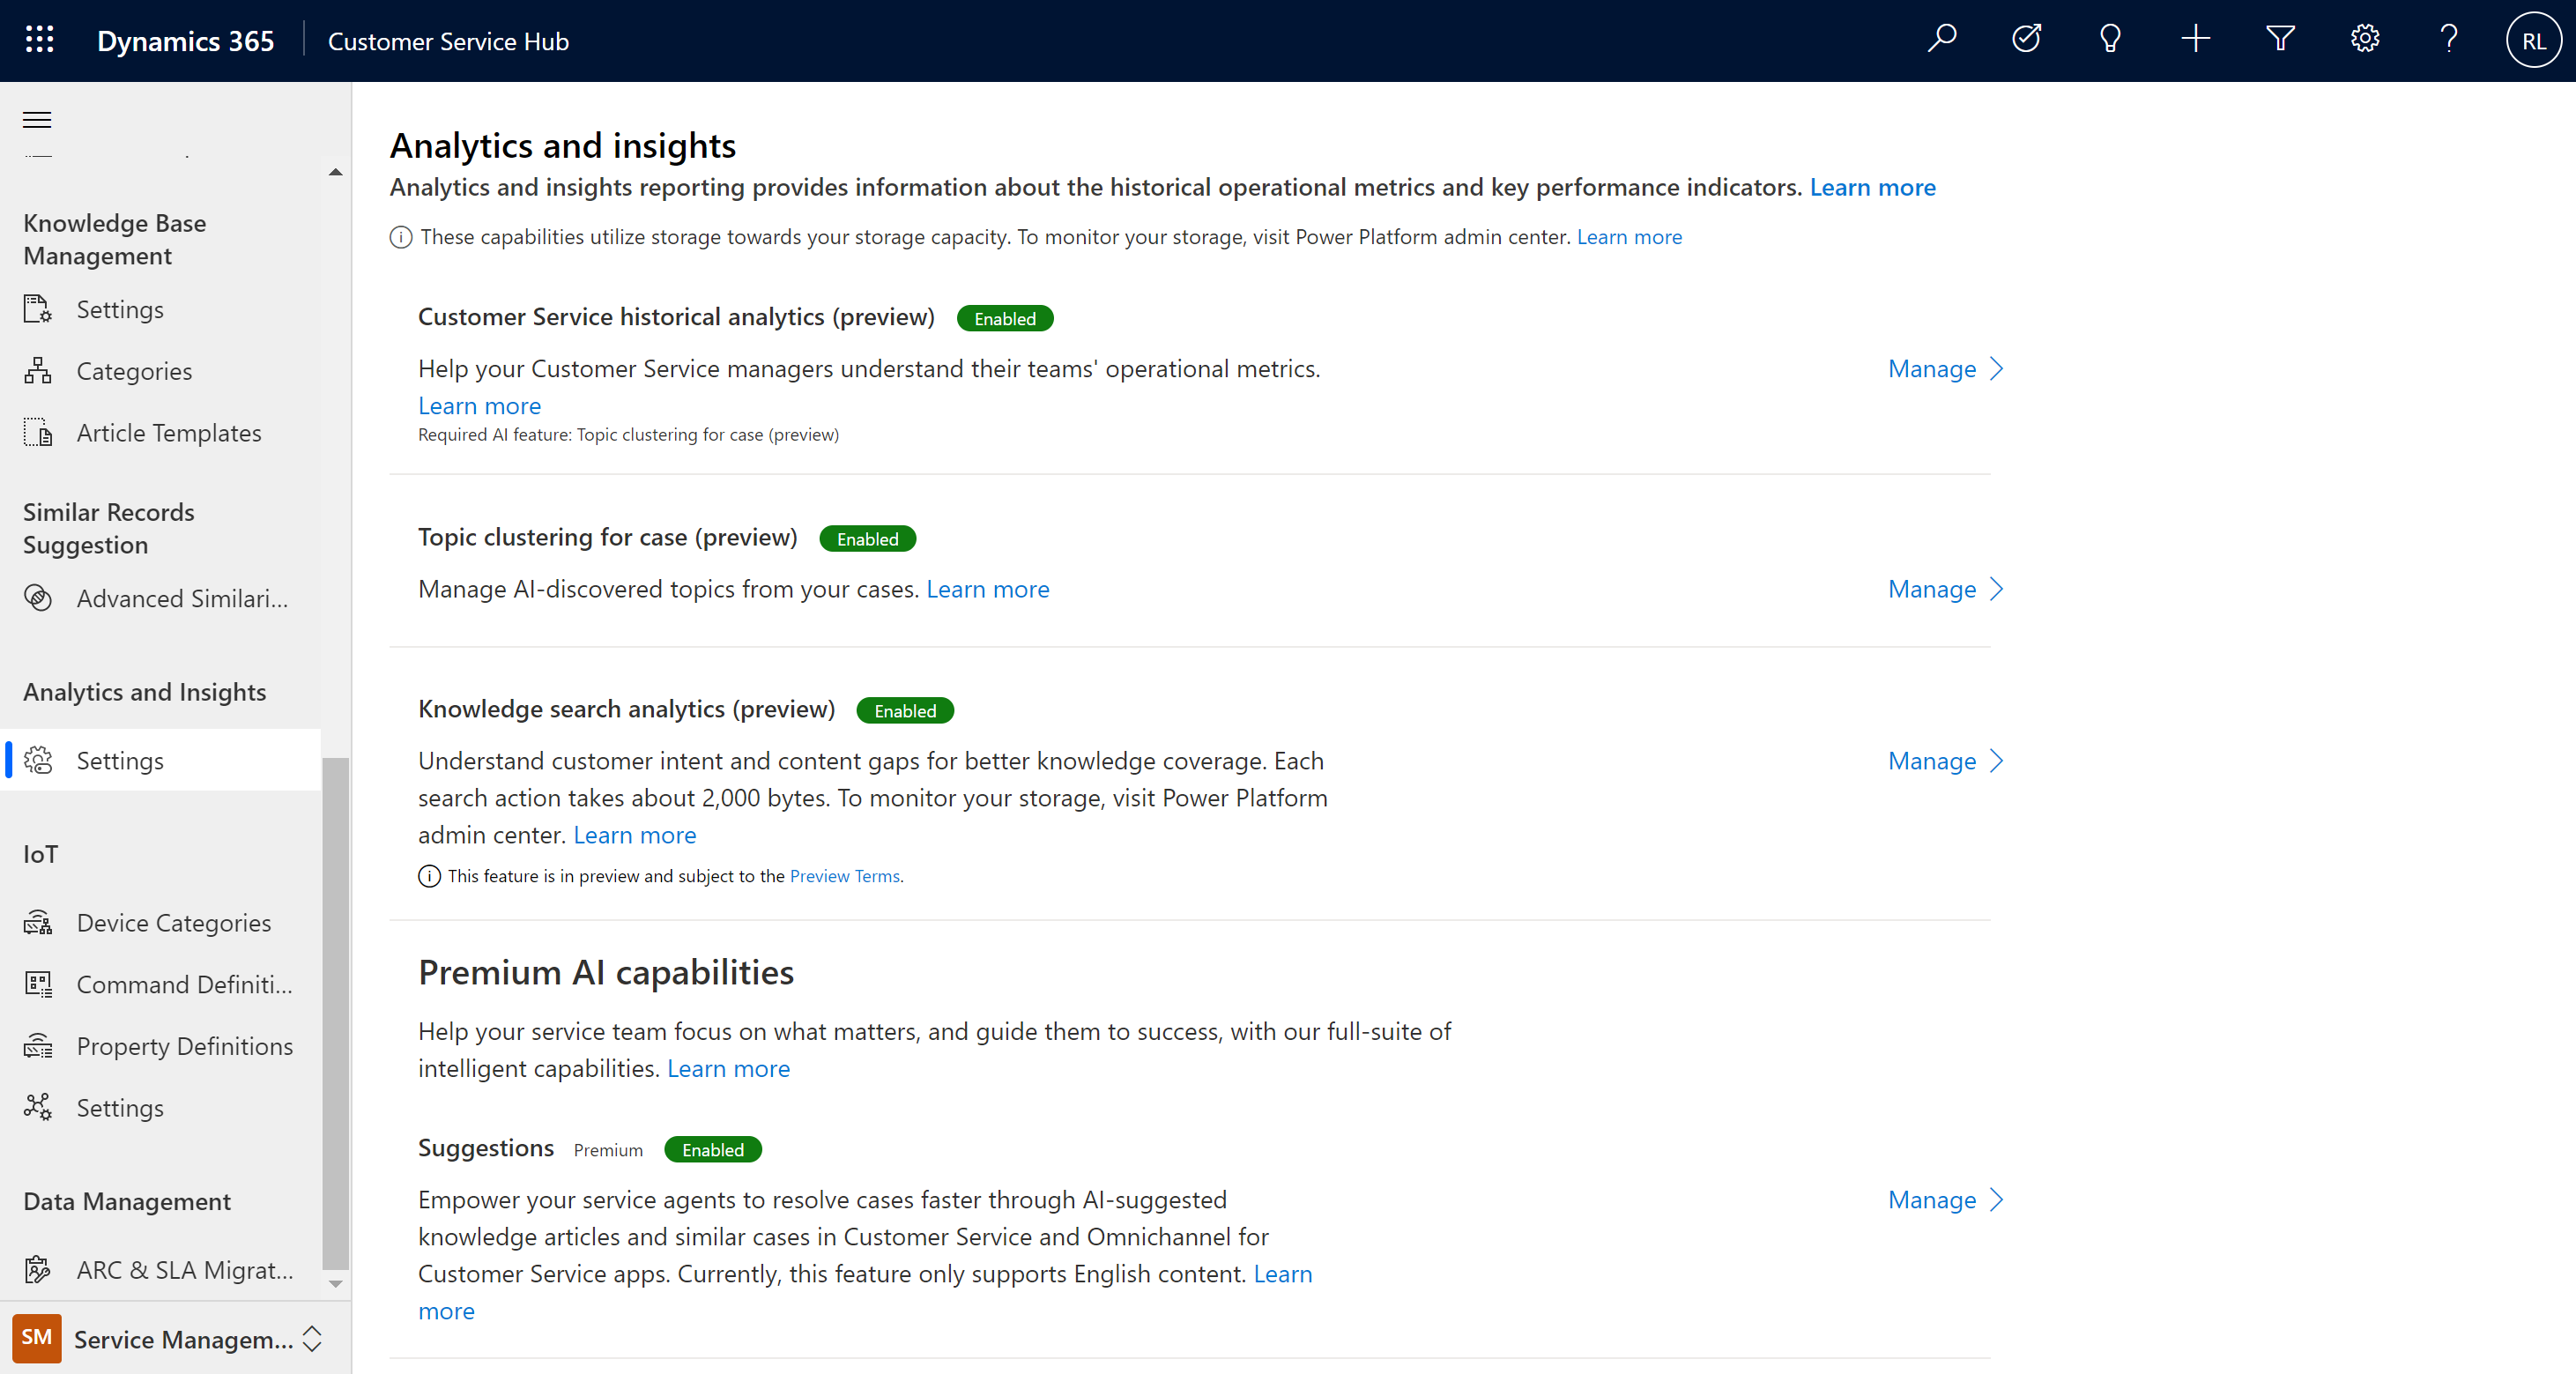 Dynamics 365
Customer Service Hub
RL
Knowledge Base
Management
Settings
Categories
Article Templates
Similar Records
Suggestion
Advanced Similari...
Analytics and Insights
Settings
IoT
Device Categories
Command Definiti...
Property Definitions
Settings
Data Management
ARC & SLA Migrat...
SM
Service Managem...
Analytics and insights
Analytics and insights reporting provides information about the historical operational metrics and key performance indicators. Learn more
These capabilities utilize storage towards your storage capacity. To monitor your storage, visit Power Platform admin center. Learn more
Customer Service historical analytics (preview) Enabled
Help your Customer Service managers understand their teams' operational metrics.
Learn more
Required AI feature: Topic clustering for case (preview)
Manage
Topic clustering for case (preview) Enabled
Manage AI-discovered topics from your cases. Learn more
Manage
Knowledge search analytics (preview) Enabled
Understand customer intent and content gaps for better knowledge coverage. Each
search action takes about 2,000 bytes. To monitor your storage, visit Power Platform
admin center. Learn more
This feature is in preview and subject to the Preview Terms.
Manage
Premium AI capabilities
Help your service team focus on what matters, and guide them to success, with our full-suite of
intelligent capabilities. Learn more
Suggestions Premium Enabled
Empower your service agents to resolve cases faster through AI-suggested
knowledge articles and similar cases in Customer Service and Omnichannel for
Customer Service apps. Currently, this feature only supports English content. Learn
more
Manage